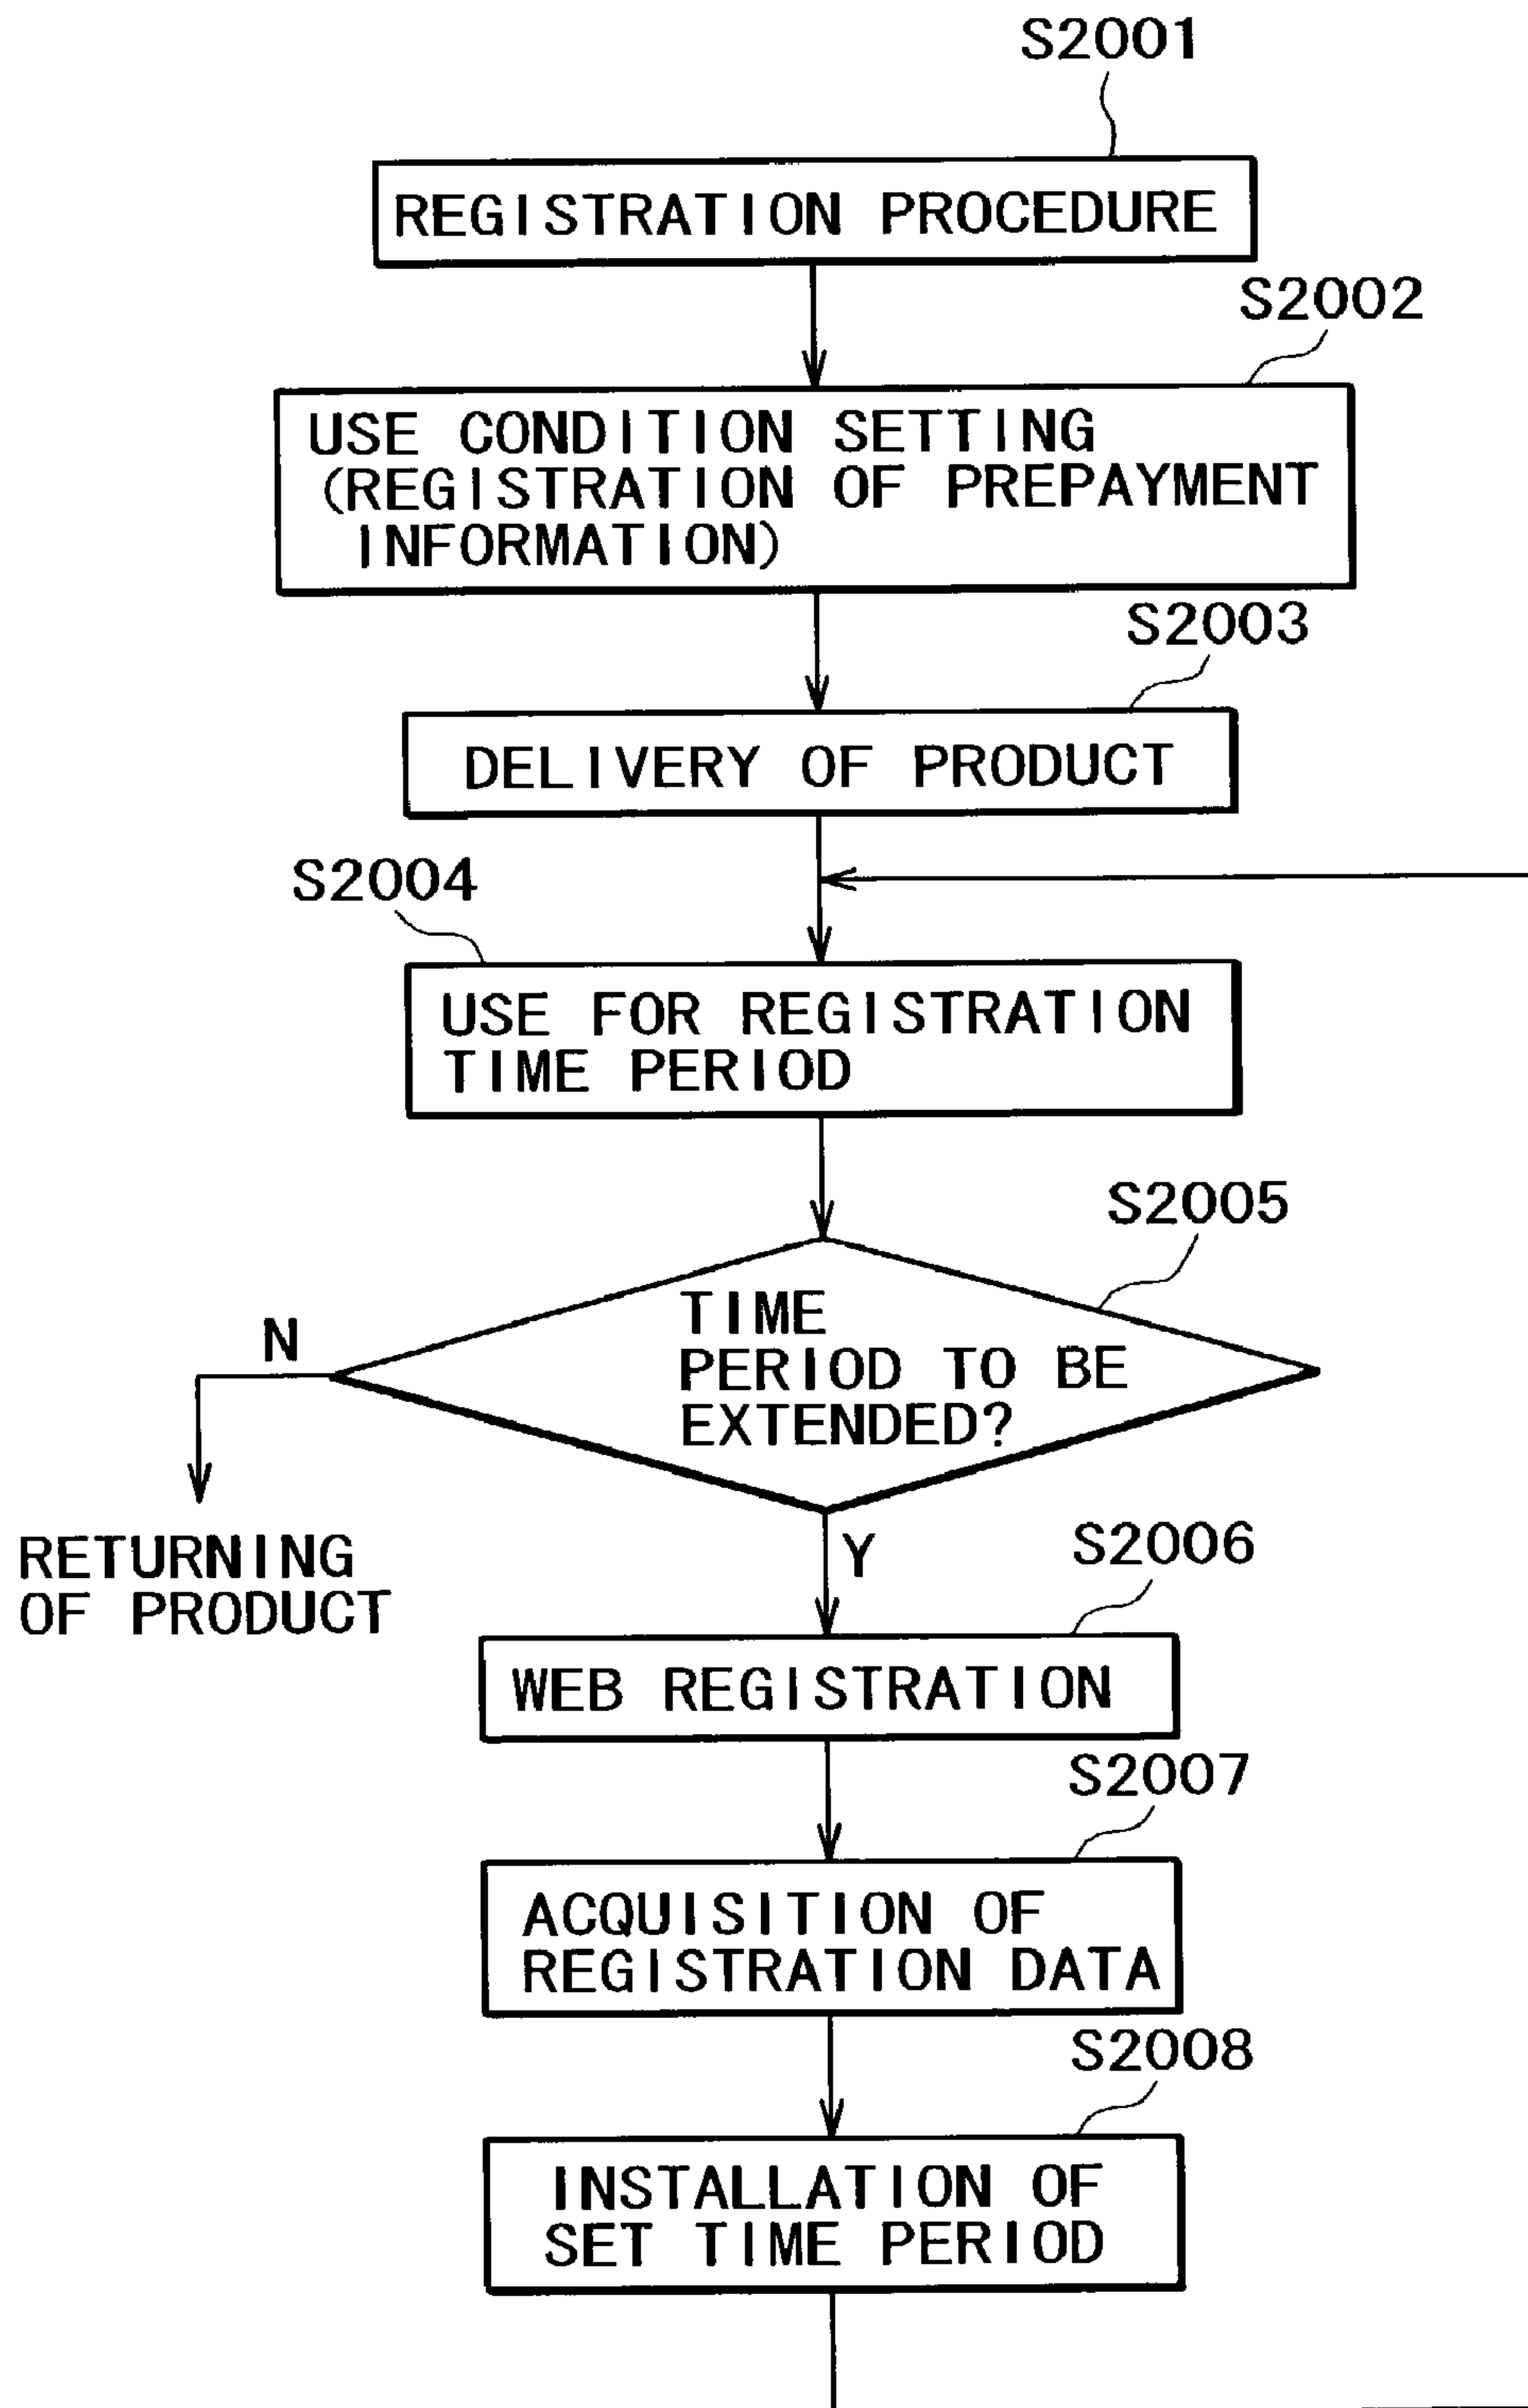 S2001
REGISTRATION PROCEDURE
S2002
USE CONDITION SETTING
(REGISTRATION OF PREPAYMENT
INFORMATION)
S2003
DELIVERY OF PRODUCT
S2004
USE FOR REGISTRATION
TIME PERIOD
S2005
TIME
PERIOD TO BE
EXTENDED?
N
RETURNING
OF PRODUCT
Y
S2006
WEB REGISTRATION
S2007
ACQUISITION OF
REGISTRATION DATA
S2008
INSTALLATION OF
SET TIME PERIOD